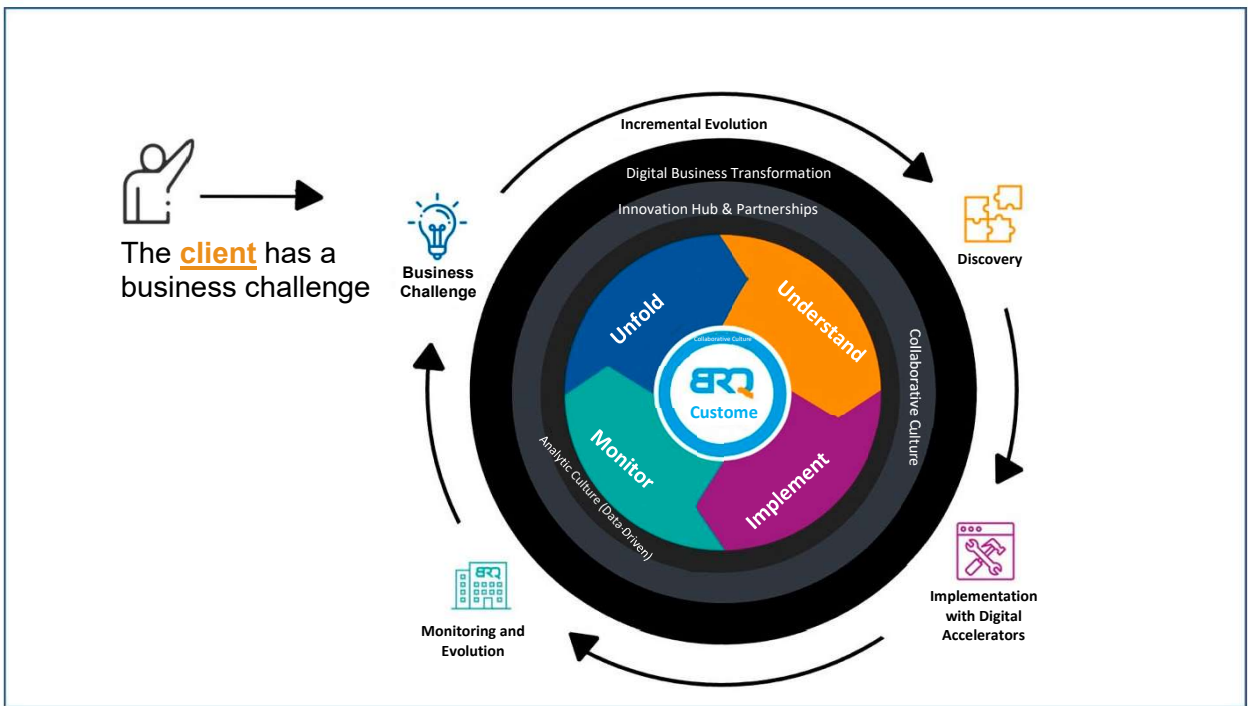 Incremental Evolution
Digital Business Transformation
Innovation Hub & Partnerships
The client has a
business challenge
Business
Challenge
Discovery
Unfold
Understand
Collaborative Culture
BRQ
Custome
Collaborative Culture
Monitor
Implement
Analytic Culture (Data-Driven)
BRQ
Monitoring and
Evolution
Implementation
with Digital
Accelerators